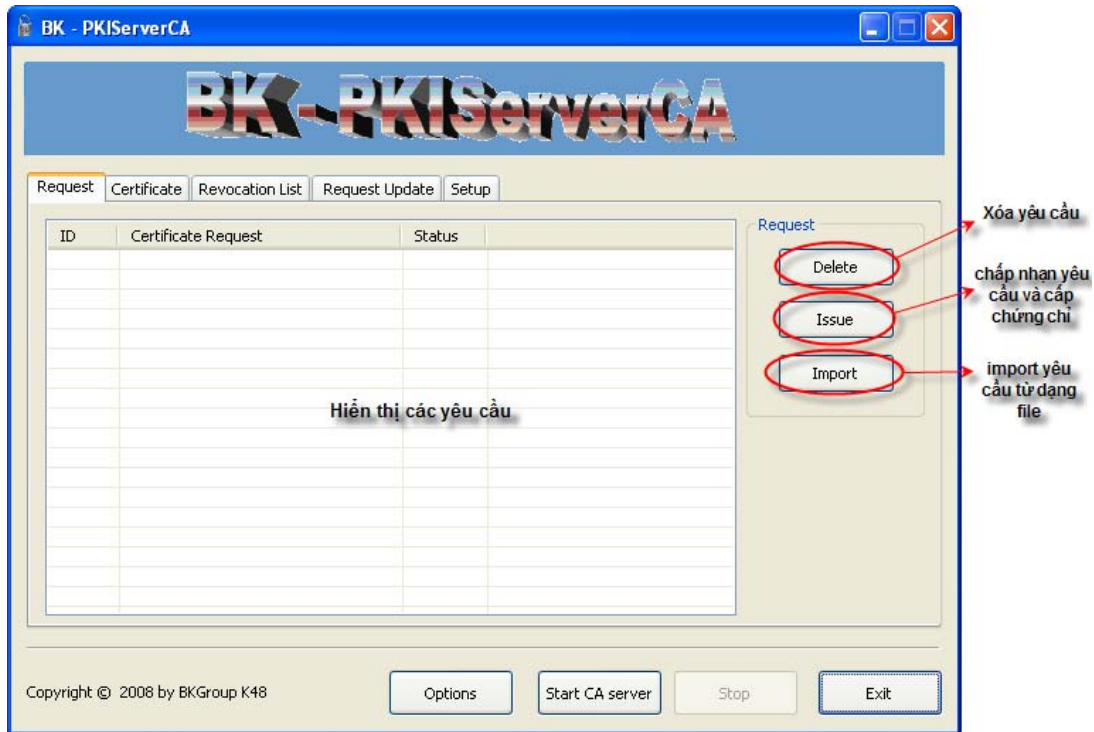 BK - PKIServerCA
BK - PKIServerCA
Request Certificate Revocation List Request Update Setup
ID Certificate Request Status
Hiển thị các yêu cầu
Request
Delete
Issue
Import
Xóa yêu cầu
chấp nhạn yêu
cầu và cấp
chứng chỉ
import yêu
cầu từ dạng
file
Copyright © 2008 by BKGroup K48
Options Start CA server Stop Exit